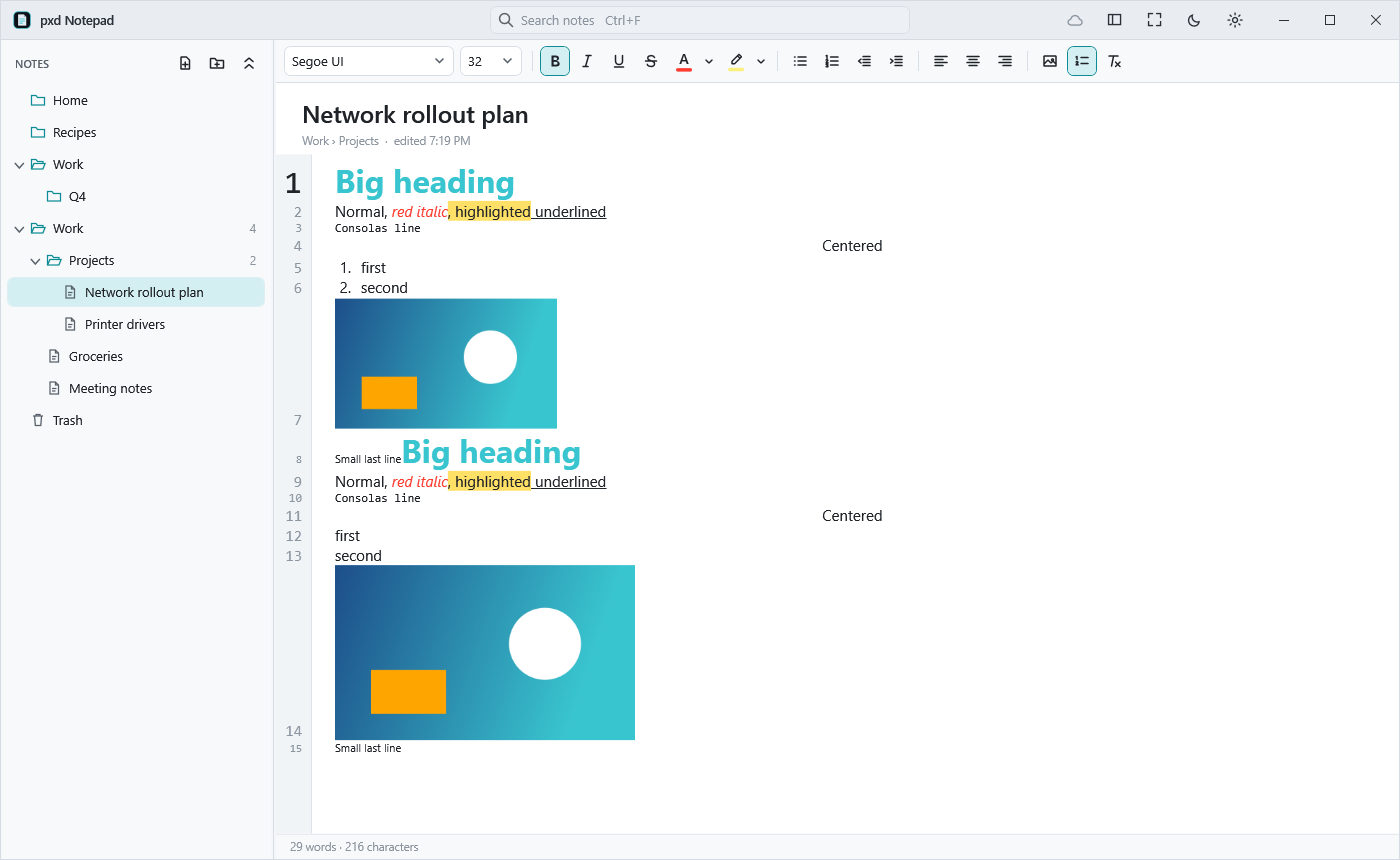 pxd Notepad
Search notes Ctrl+F
NOTES
Home
Recipes
Work
Q4
Work 4
Projects 2
Network rollout plan
Printer drivers
Groceries
Meeting notes
Trash
Segoe UI 32 B I U S A
Network rollout plan
Work › Projects · edited 7:19 PM
1 Big heading
2 Normal, red italic, highlighted underlined
3 Consolas line
4 Centered
5 1. first
6 2. second
7
8 Small last lineBig heading
9 Normal, red italic, highlighted underlined
10 Consolas line
11 Centered
12 first
13 second
14
15 Small last line
29 words · 216 characters